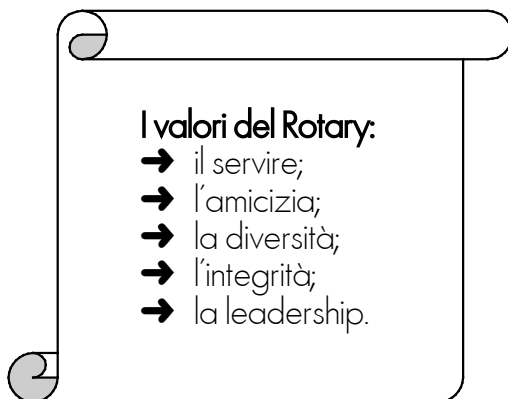 I valori del Rotary:
➜ il servire;
➜ l'amicizia;
➜ la diversità;
➜ l'integrità;
➜ la leadership.